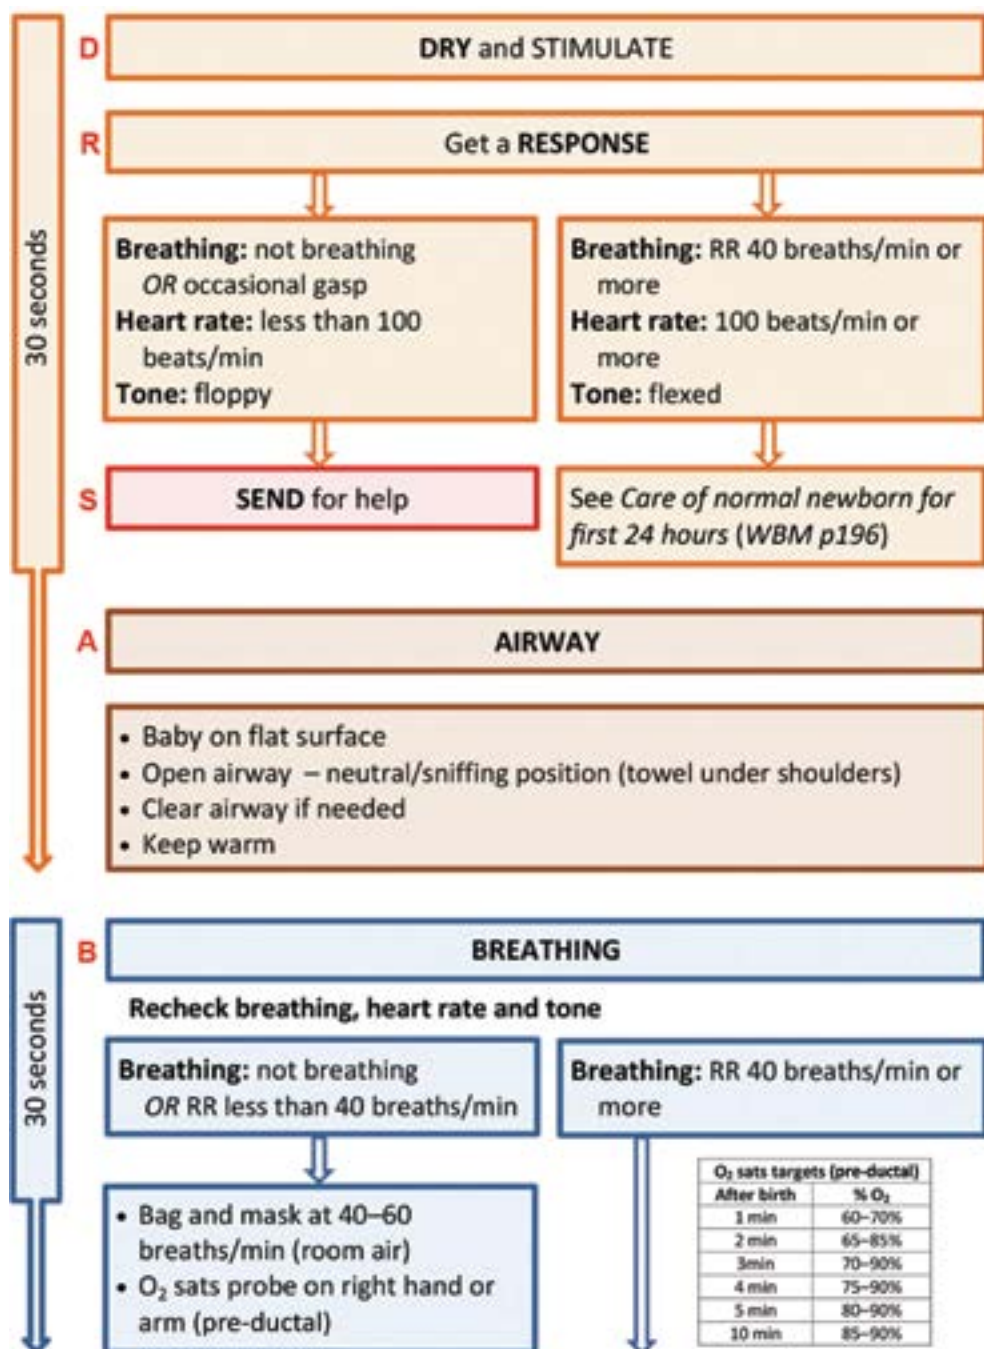 30 seconds
D
DRY and STIMULATE
R
Get a RESPONSE
Breathing: not breathing
OR occasional gasp
Heart rate: less than 100
beats/min
Tone: floppy
Breathing: RR 40 breaths/min or
more
Heart rate: 100 beats/min or
more
Tone: flexed
S
SEND for help
See Care of normal newborn for
first 24 hours (WBM p196)
A
AIRWAY
• Baby on flat surface
• Open airway – neutral/sniffing position (towel under shoulders)
• Clear airway if needed
• Keep warm
30 seconds
B
BREATHING
Recheck breathing, heart rate and tone
Breathing: not breathing
OR RR less than 40 breaths/min
Breathing: RR 40 breaths/min or
more
• Bag and mask at 40–60
breaths/min (room air)
• O₂ sats probe on right hand or
arm (pre-ductal)
O₂ sats targets (pre-ductal)
After birth % O₂
1 min 60–70%
2 min 65–85%
3min 70–90%
4 min 75–90%
5 min 80–90%
10 min 85–90%